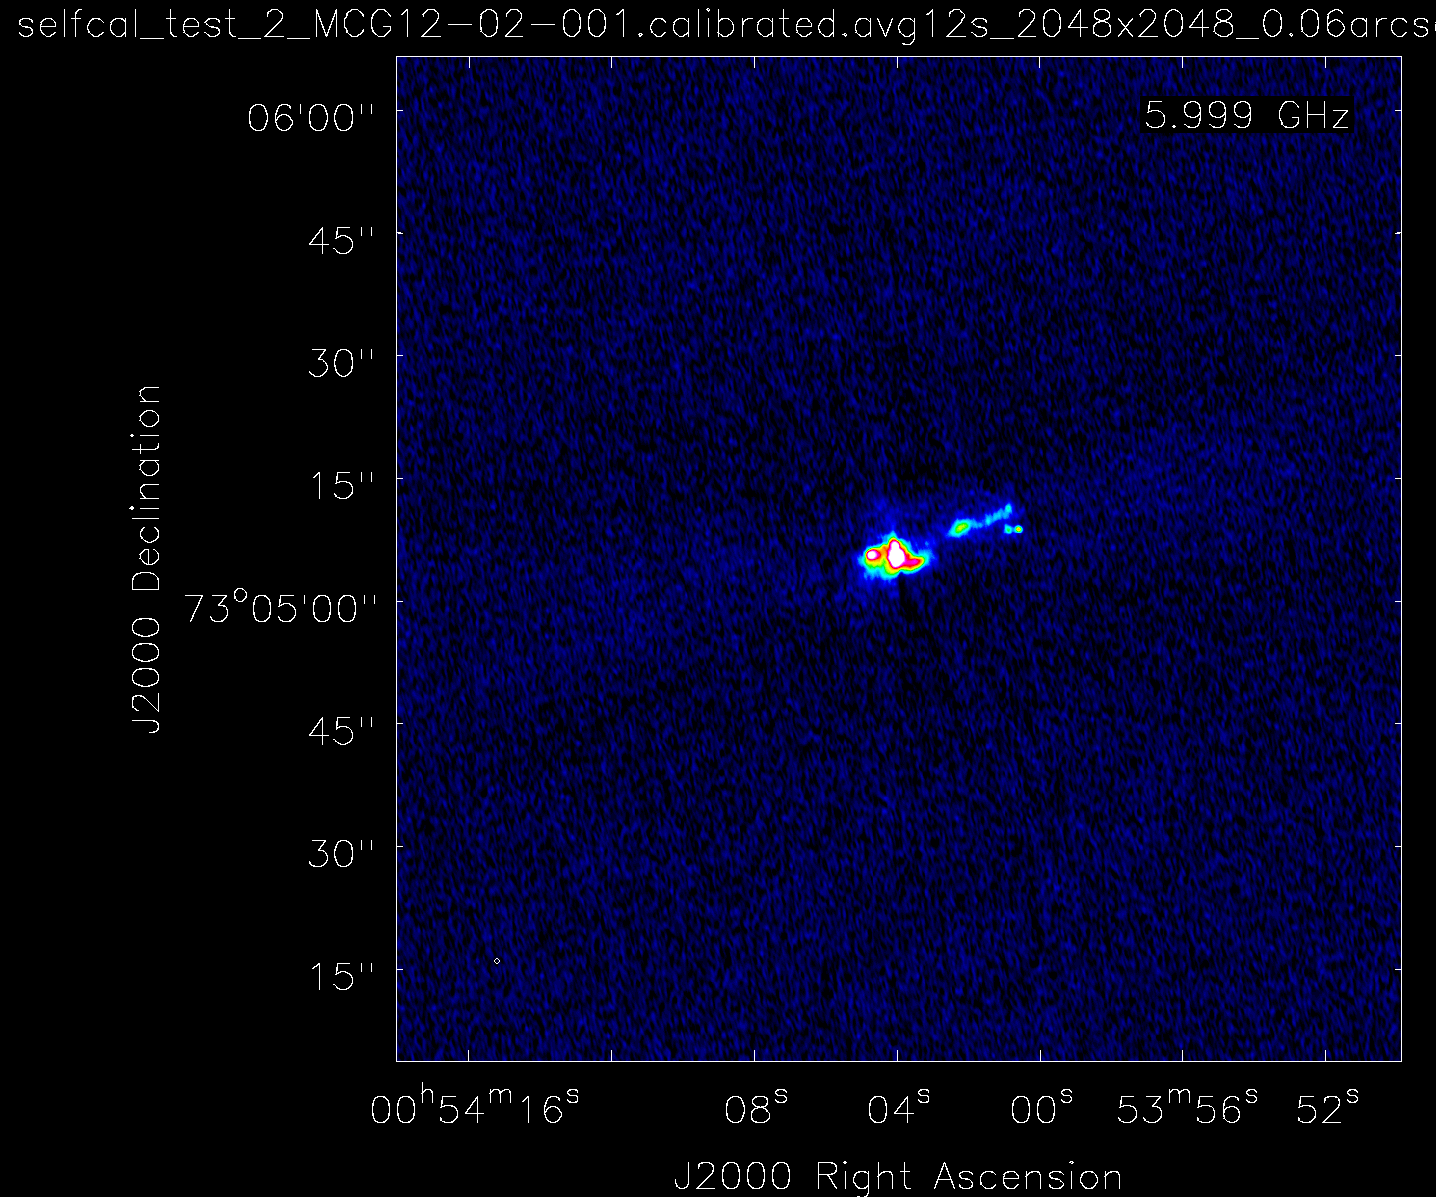 selfcal_test_2_MCG12-02-001.calibrated.avg12s_2048x2048_0.06arcs
5.999 GHz
06'00"
45"
30"
15"
73°05'00"
45"
30"
15"
J2000 Declination
00h54m16s 08s 04s 00s 53m56s 52s
J2000 Right Ascension